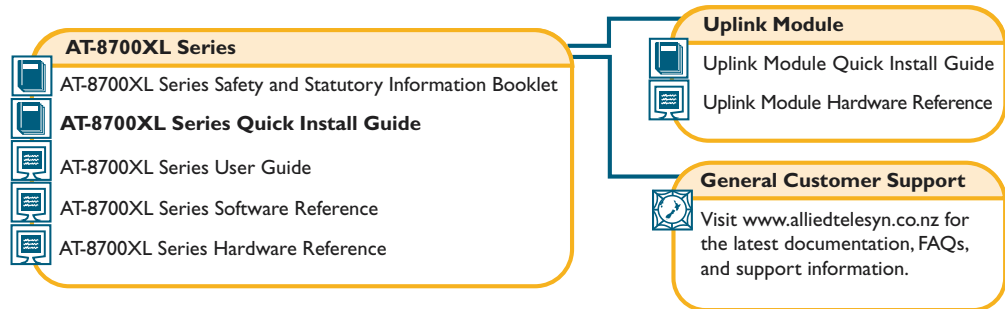 AT-8700XL Series
AT-8700XL Series Safety and Statutory Information Booklet
AT-8700XL Series Quick Install Guide
AT-8700XL Series User Guide
AT-8700XL Series Software Reference
AT-8700XL Series Hardware Reference
Uplink Module
Uplink Module Quick Install Guide
Uplink Module Hardware Reference
General Customer Support
Visit www.alliedtelesyn.co.nz for
the latest documentation, FAQs,
and support information.